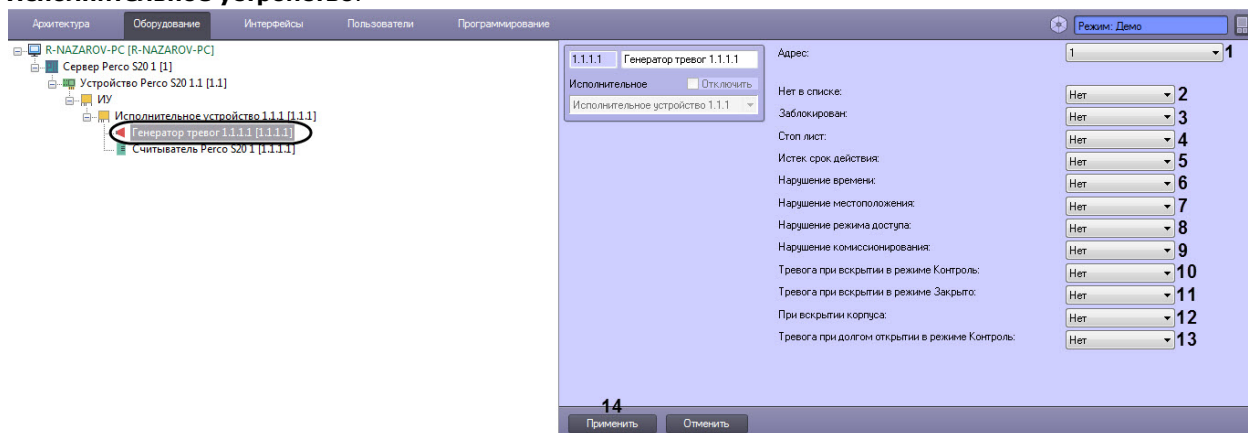 Исполнительное устройство.
Архитектура Оборудование Интерфейсы Пользователи Программирование Режим: Демо
R-NAZAROV-PC [R-NAZAROV-PC]
Сервер Perco S20 1 [1]
Устройство Perco S20 1.1 [1.1]
ИУ
Исполнительное устройство 1.1.1 [1.1.1]
Генератор тревог 1.1.1.1 [1.1.1.1]
Считыватель Perco S20 1 [1.1.1.1]
1.1.1.1 Генератор тревог 1.1.1.1
Исполнительное Отключить
Исполнительное устройство 1.1.1
Адрес: 1 1
Нет в списке: Нет 2
Заблокирован: Нет 3
Стоп лист: Нет 4
Истек срок действия: Нет 5
Нарушение времени: Нет 6
Нарушение местоположения: Нет 7
Нарушение режима доступа: Нет 8
Нарушение комиссионирования: Нет 9
Тревога при вскрытии в режиме Контроль: Нет 10
Тревога при вскрытии в режиме Закрыто: Нет 11
При вскрытии корпуса: Нет 12
Тревога при долгом открытии в режиме Контроль: Нет 13
14
Применить Отменить